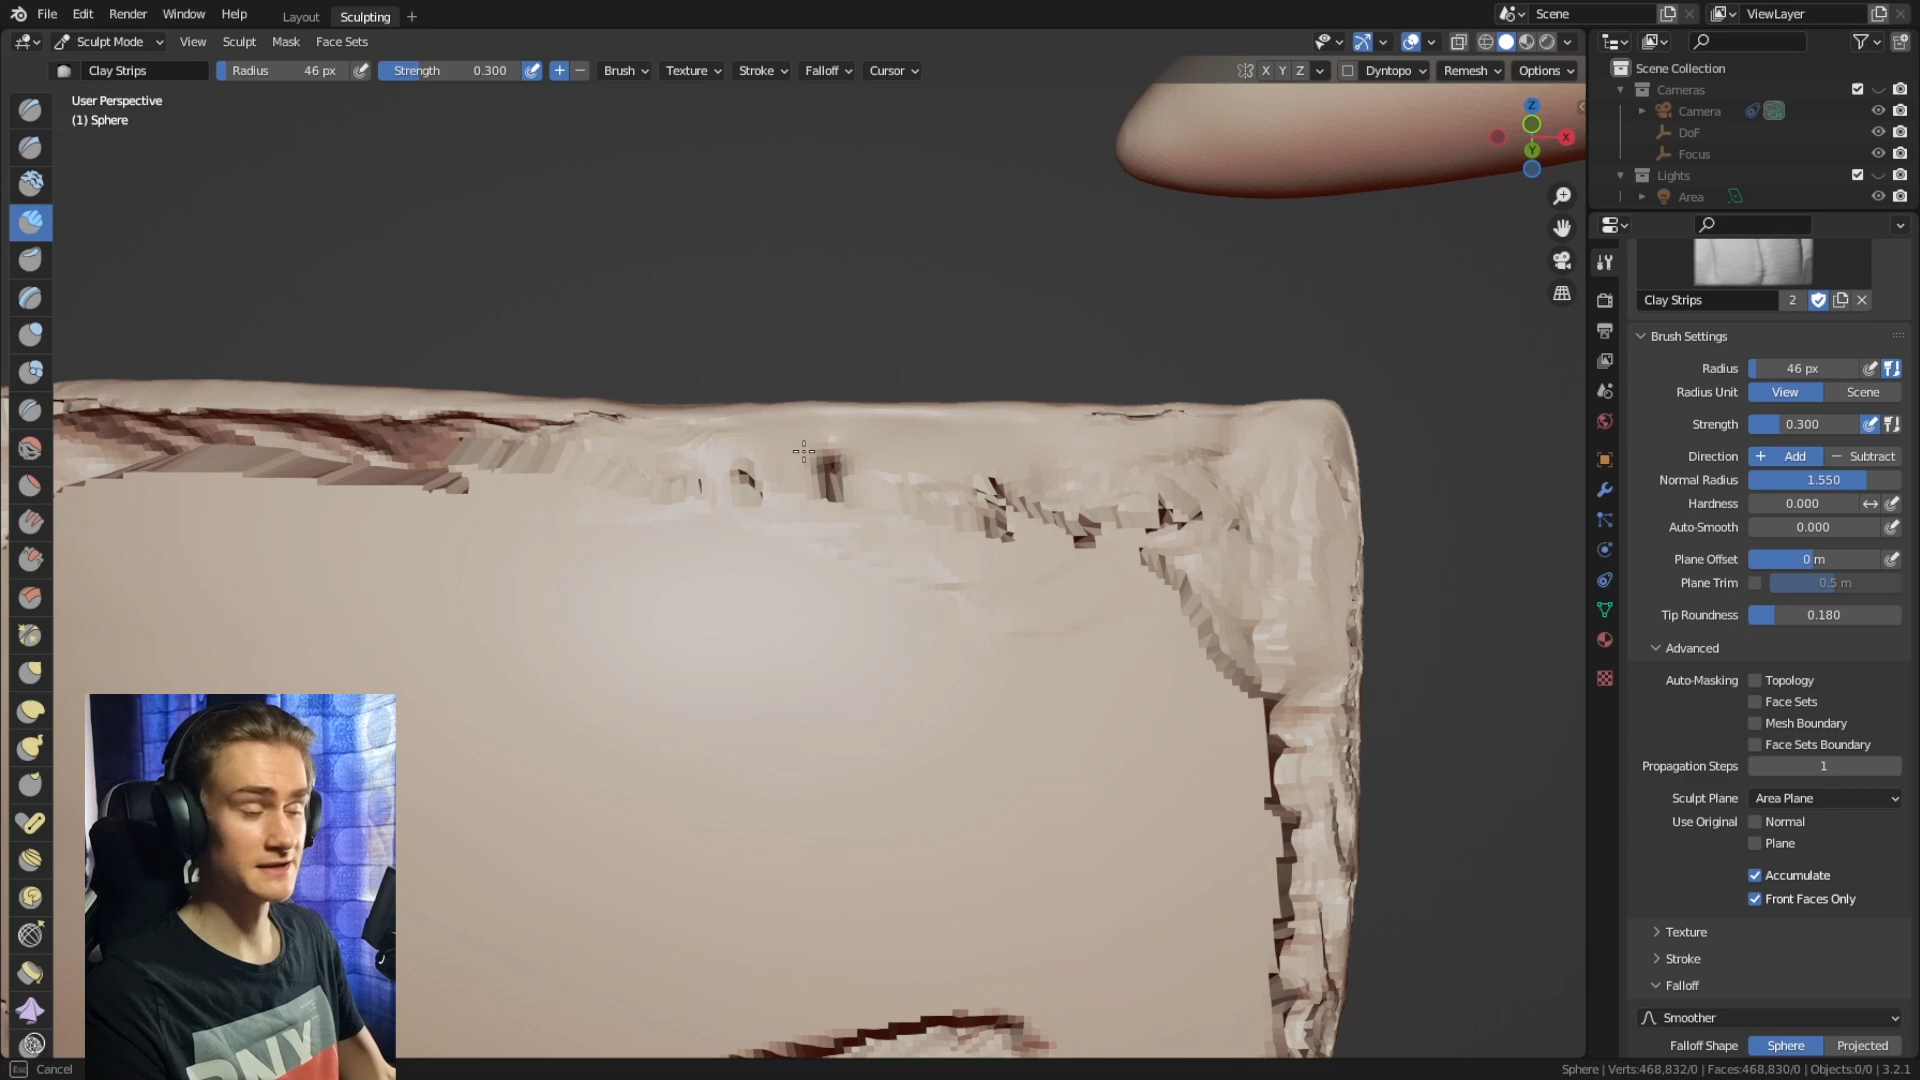 File Edit Render Window Help Layout Sculpting + Scene ViewLayer
Sculpt Mode View Sculpt Mask Face Sets
Clay Strips Radius 46 px Strength 0.300 + − Brush Texture Stroke Falloff Cursor X Y Z Dyntopo Remesh Options
User Perspective
(1) Sphere
Z
X
Y
Scene Collection
Cameras
Camera
DoF
Focus
Lights
Area
Clay Strips 2
Brush Settings
Radius 46 px
Radius Unit View Scene
Strength 0.300
Direction + Add − Subtract
Normal Radius 1.550
Hardness 0.000
Auto-Smooth 0.000
Plane Offset 0 m
Plane Trim 0.5 m
Tip Roundness 0.180
Advanced
Auto-Masking Topology
Face Sets
Mesh Boundary
Face Sets Boundary
Propagation Steps 1
Sculpt Plane Area Plane
Use Original Normal
Plane
Accumulate
Front Faces Only
Texture
Stroke
Falloff
Smoother
Falloff Shape Sphere Projected
Esc Cancel Sphere | Verts:468,832/0 | Faces:468,830/0 | Objects:0/0 | 3.2.1